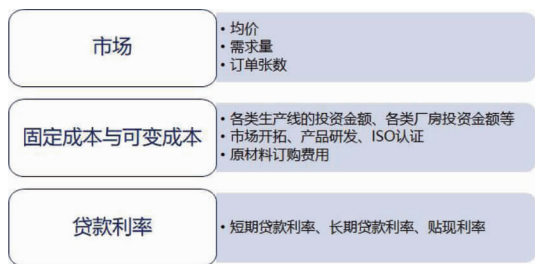 市场
• 均价
• 需求量
• 订单张数
固定成本与可变成本
• 各类生产线的投资金额、各类厂房投资金额等
• 市场开拓、产品研发、ISO认证
• 原材料订购费用
贷款利率
• 短期贷款利率、长期贷款利率、贴现利率